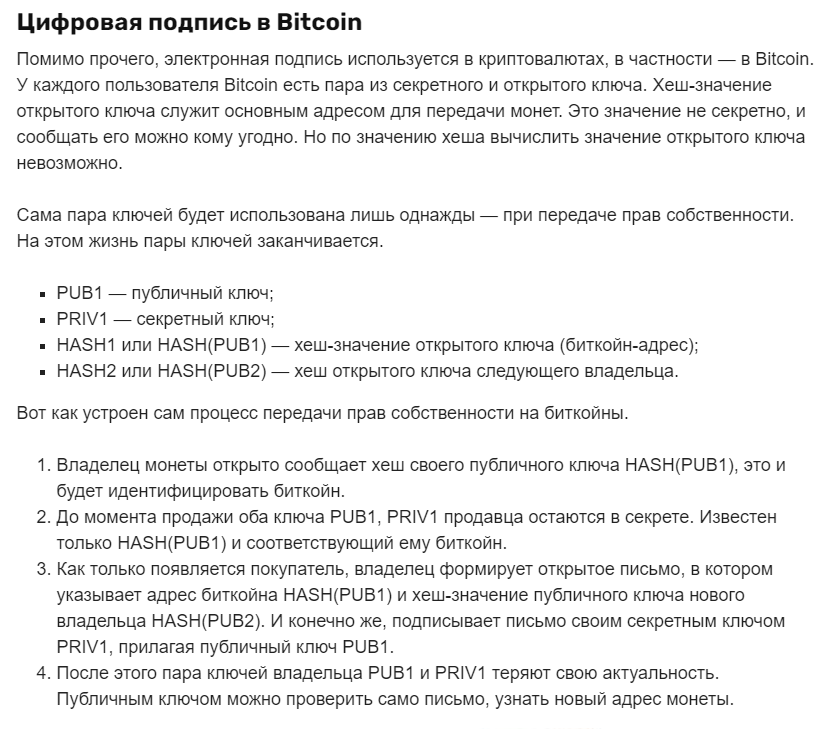 Цифровая подпись в Bitcoin
Помимо прочего, электронная подпись используется в криптовалютах, в частности — в Bitcoin.
У каждого пользователя Bitcoin есть пара из секретного и открытого ключа. Хеш-значение
открытого ключа служит основным адресом для передачи монет. Это значение не секретно, и
сообщать его можно кому угодно. Но по значению хеша вычислить значение открытого ключа
невозможно.
Сама пара ключей будет использована лишь однажды — при передаче прав собственности.
На этом жизнь пары ключей заканчивается.
▪ PUB1 — публичный ключ;
▪ PRIV1 — секретный ключ;
▪ HASH1 или HASH(PUB1) — хеш-значение открытого ключа (биткойн-адрес);
▪ HASH2 или HASH(PUB2) — хеш открытого ключа следующего владельца.
Вот как устроен сам процесс передачи прав собственности на биткойны.
1. Владелец монеты открыто сообщает хеш своего публичного ключа HASH(PUB1), это и
будет идентифицировать биткойн.
2. До момента продажи оба ключа PUB1, PRIV1 продавца остаются в секрете. Известен
только HASH(PUB1) и соответствующий ему биткойн.
3. Как только появляется покупатель, владелец формирует открытое письмо, в котором
указывает адрес биткойна HASH(PUB1) и хеш-значение публичного ключа нового
владельца HASH(PUB2). И конечно же, подписывает письмо своим секретным ключом
PRIV1, прилагая публичный ключ PUB1.
4. После этого пара ключей владельца PUB1 и PRIV1 теряют свою актуальность.
Публичным ключом можно проверить само письмо, узнать новый адрес монеты.